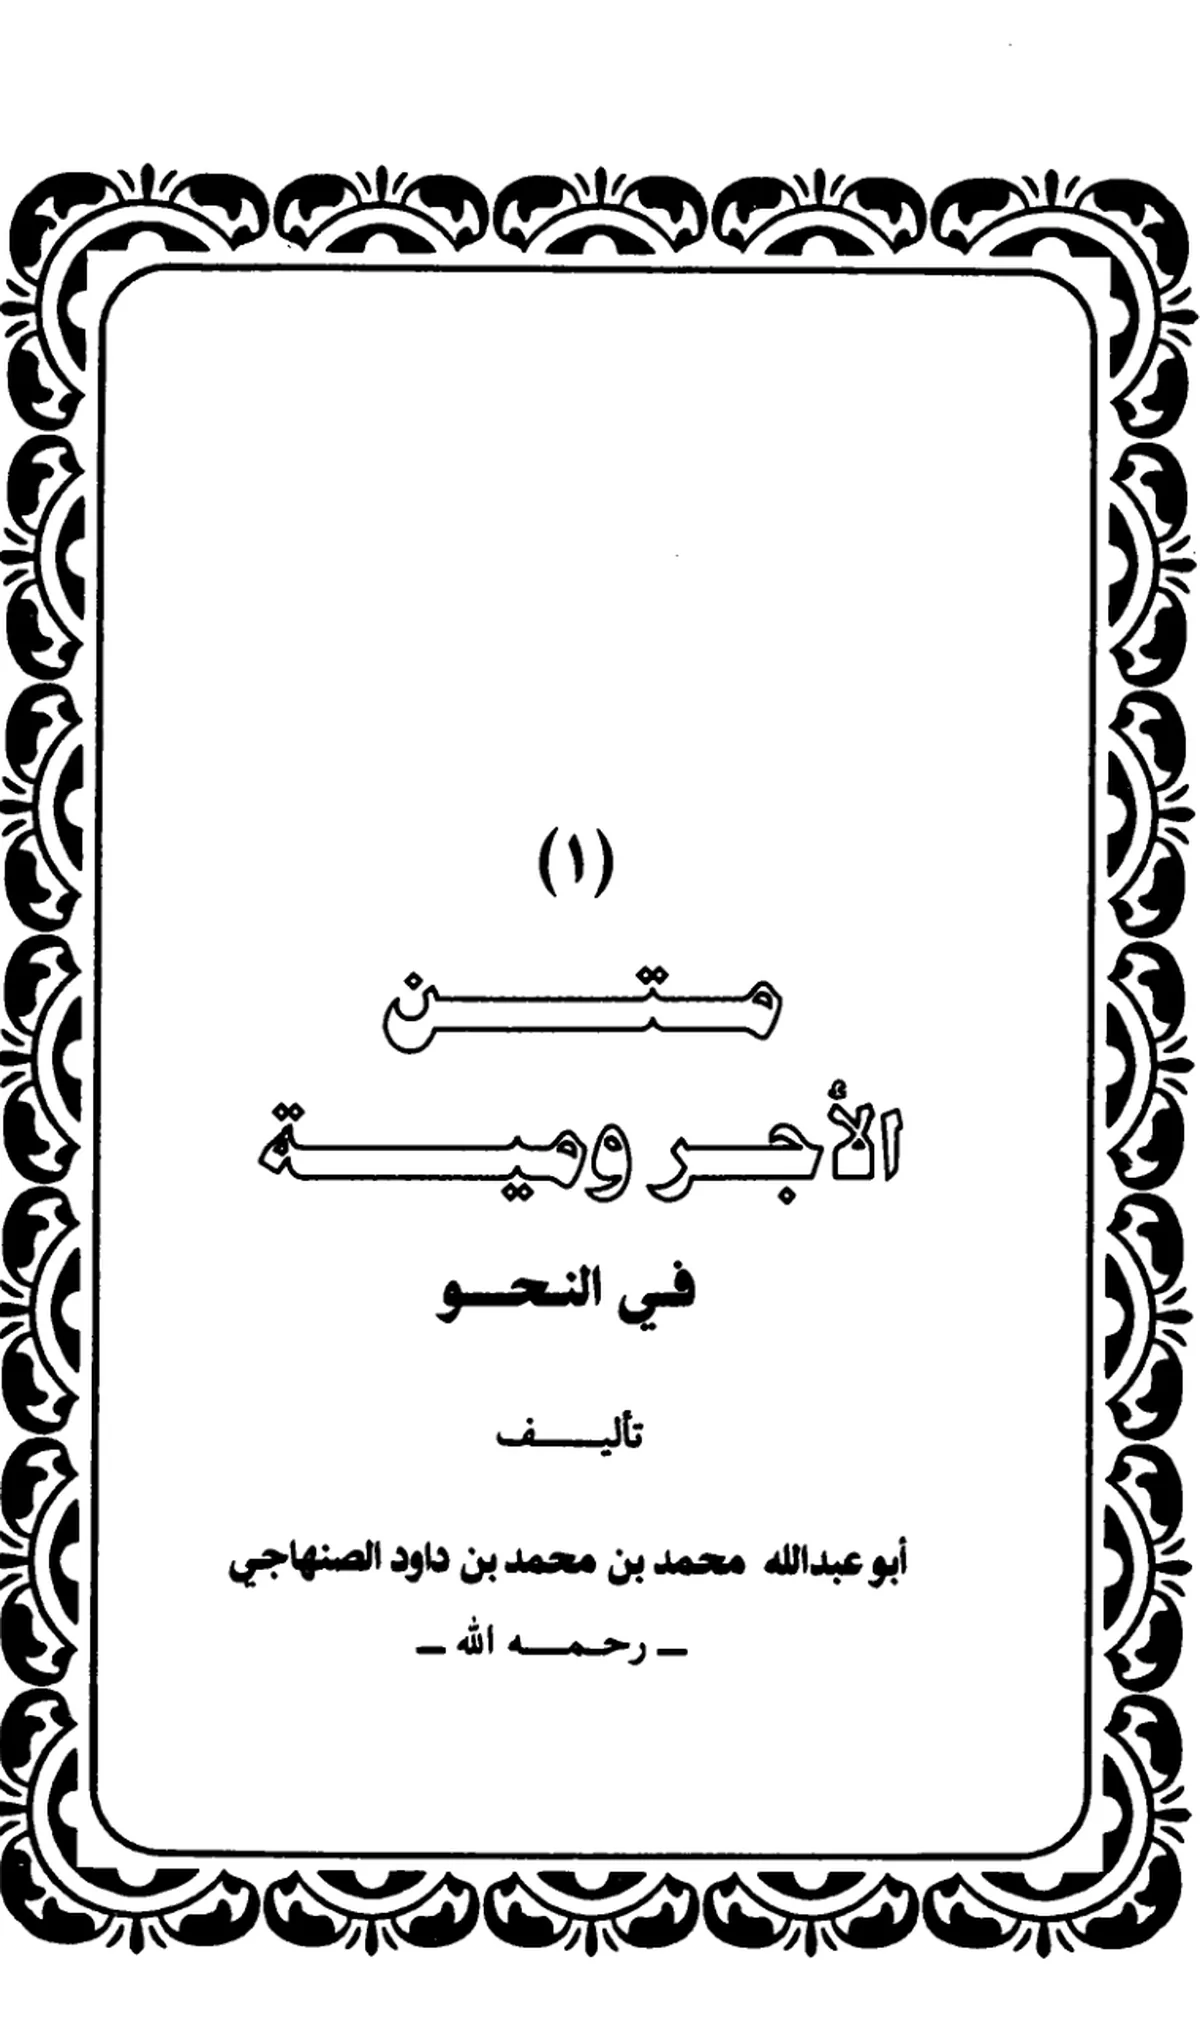 (١)
متن
الأجرومية
في النحو
تأليف
أبو عبدالله محمد بن محمد بن داود الصنهاجي
ـ رحمه الله ـ